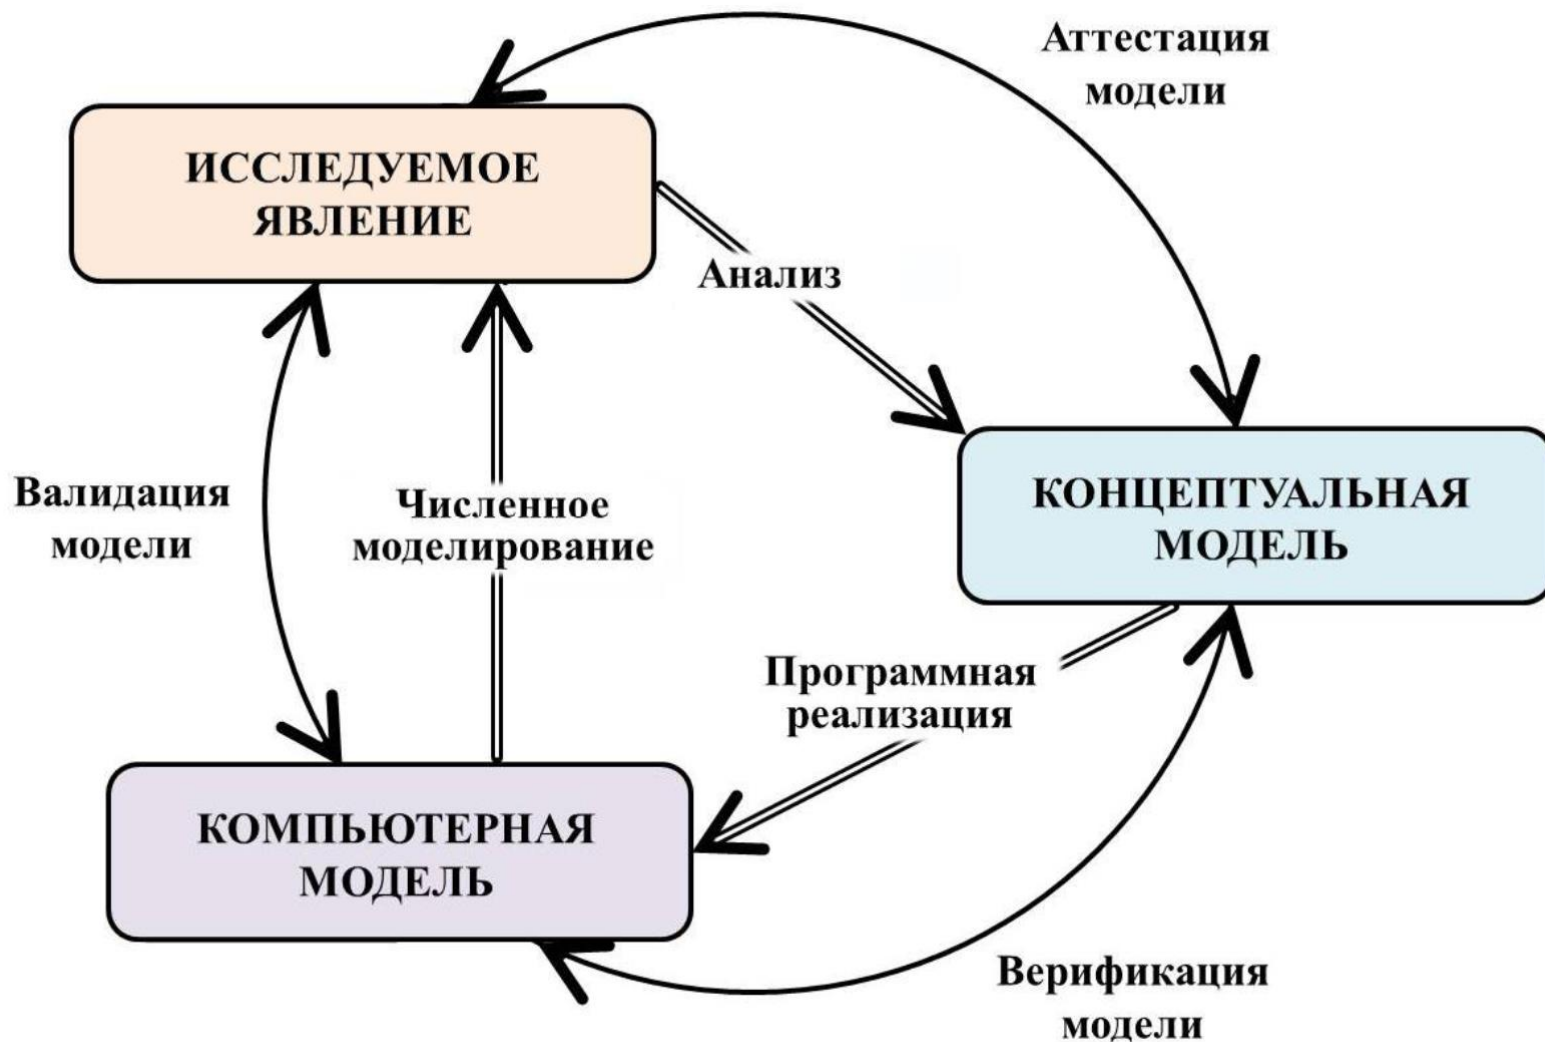 Аттестация
модели
ИССЛЕДУЕМОЕ
ЯВЛЕНИЕ
Анализ
Валидация
модели
Численное
моделирование
КОНЦЕПТУАЛЬНАЯ
МОДЕЛЬ
Программная
реализация
КОМПЬЮТЕРНАЯ
МОДЕЛЬ
Верификация
модели